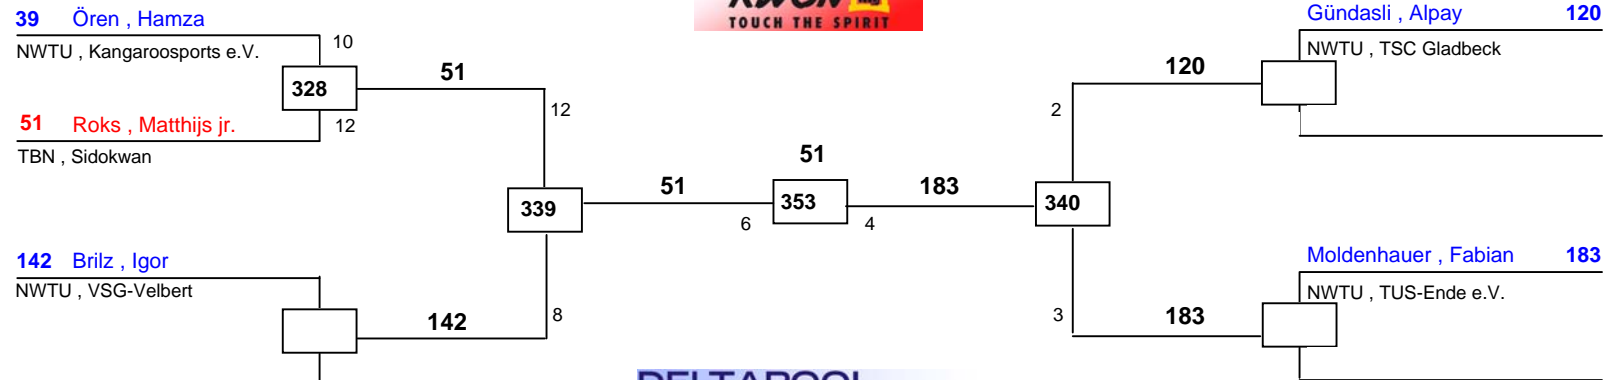 39 Ören , Hamza
NWTU , Kangaroosports e.V.
10
328
51
12
51 Roks , Matthijs jr.
TBN , Sidokwan
12
339
142 Brilz , Igor
NWTU , VSG-Velbert
142
8
KWON
TOUCH THE SPIRIT
51
51
353
183
6
4
340
2
120
3
183
Gündasli , Alpay 120
NWTU , TSC Gladbeck
Moldenhauer , Fabian 183
NWTU , TUS-Ende e.V.